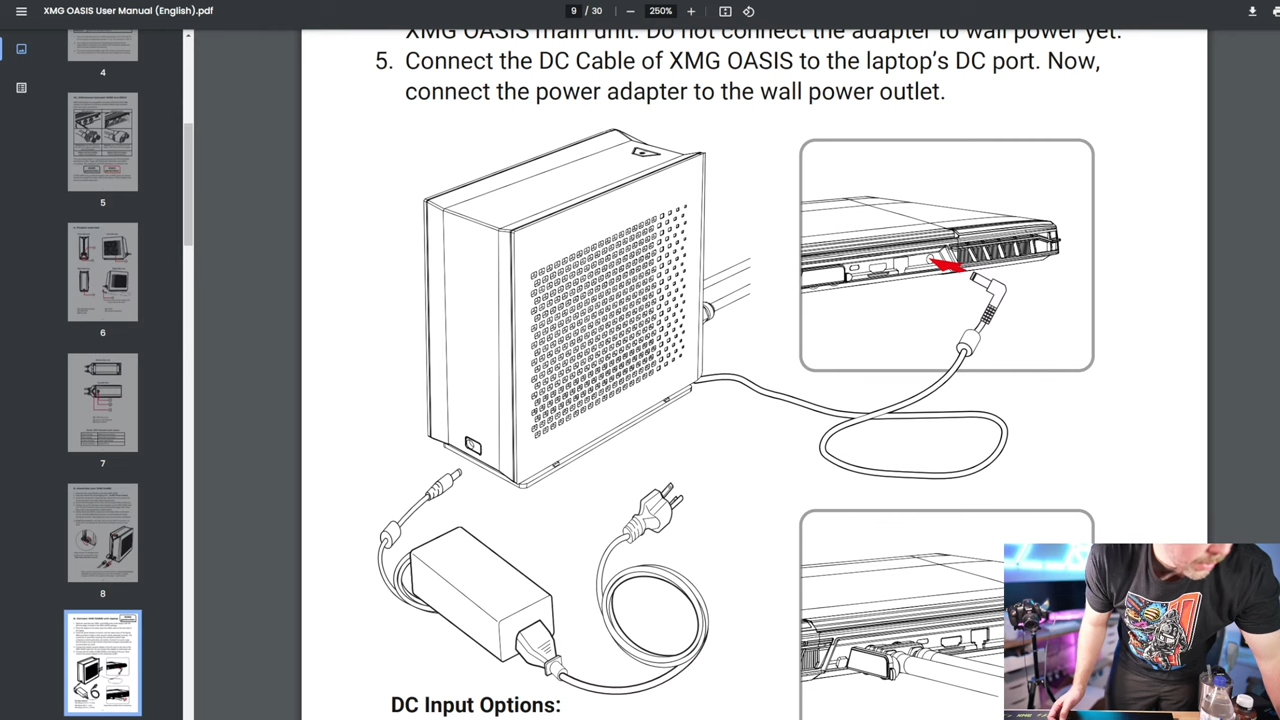 XMG OASIS User Manual (English).pdf
9 / 30
250%
XMG OASIS main unit. Do not connect the adapter to wall power yet.
5. Connect the DC Cable of XMG OASIS to the laptop's DC port. Now,
connect the power adapter to the wall power outlet.
4
5
6
7
8
DC Input Options: